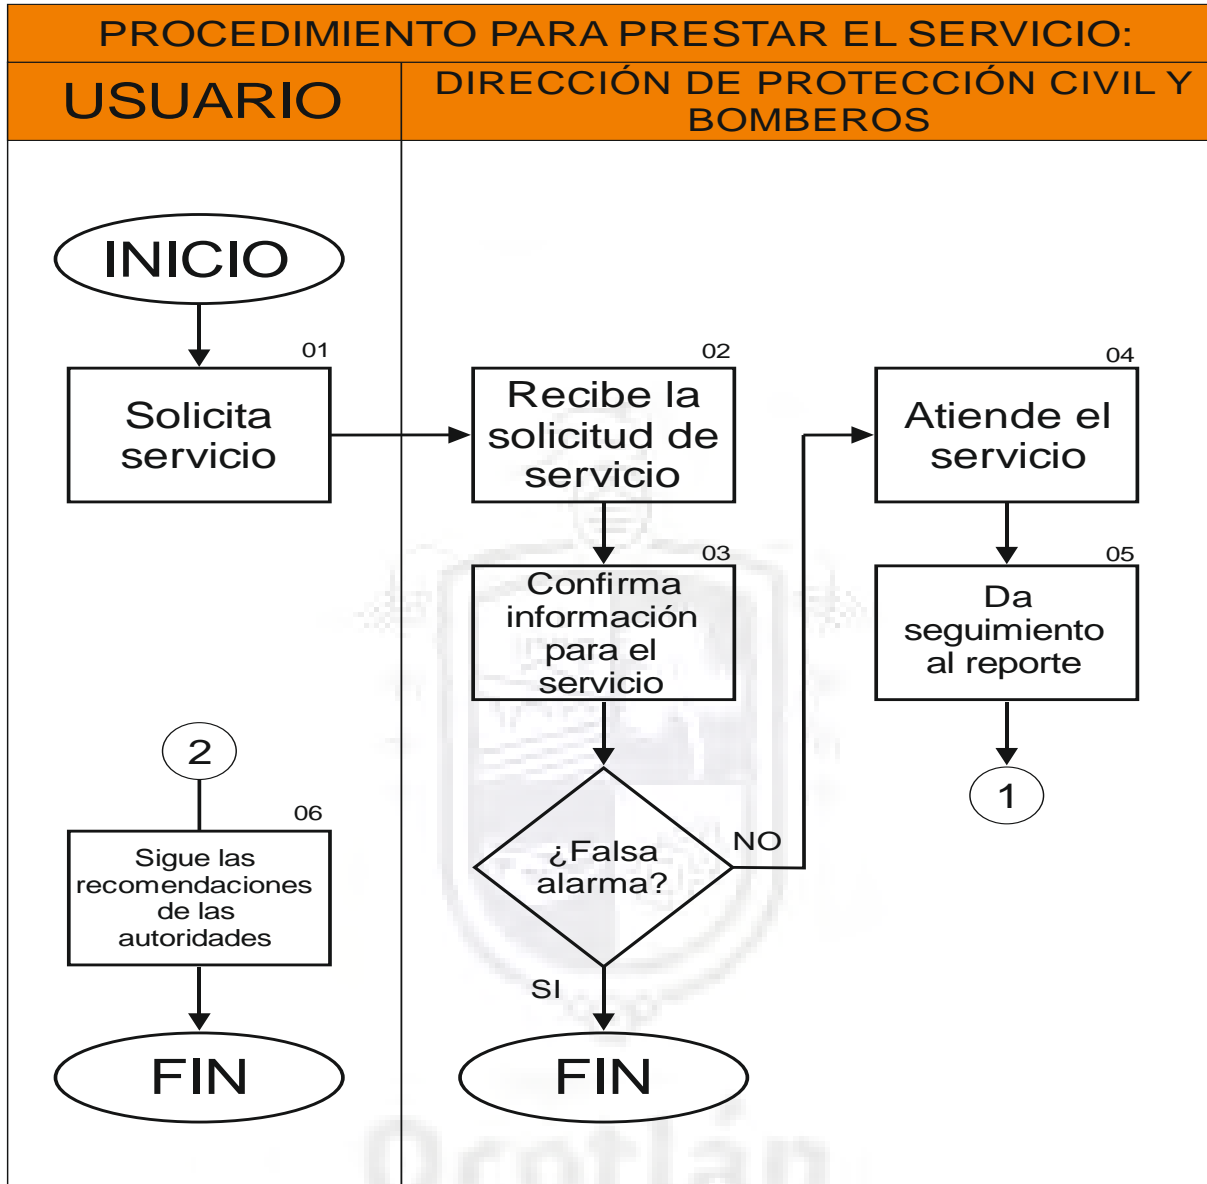 PROCEDIMIENTO PARA PRESTAR EL SERVICIO:
USUARIO
DIRECCIÓN DE PROTECCIÓN CIVIL Y
BOMBEROS
INICIO
01
Solicita
servicio
02
Recibe la
solicitud de
servicio
03
Confirma
información
para el
servicio
¿Falsa
alarma?
NO
SI
FIN
04
Atiende el
servicio
05
Da
seguimiento
al reporte
1
2
06
Sigue las
recomendaciones
de las
autoridades
FIN
Ocotlán